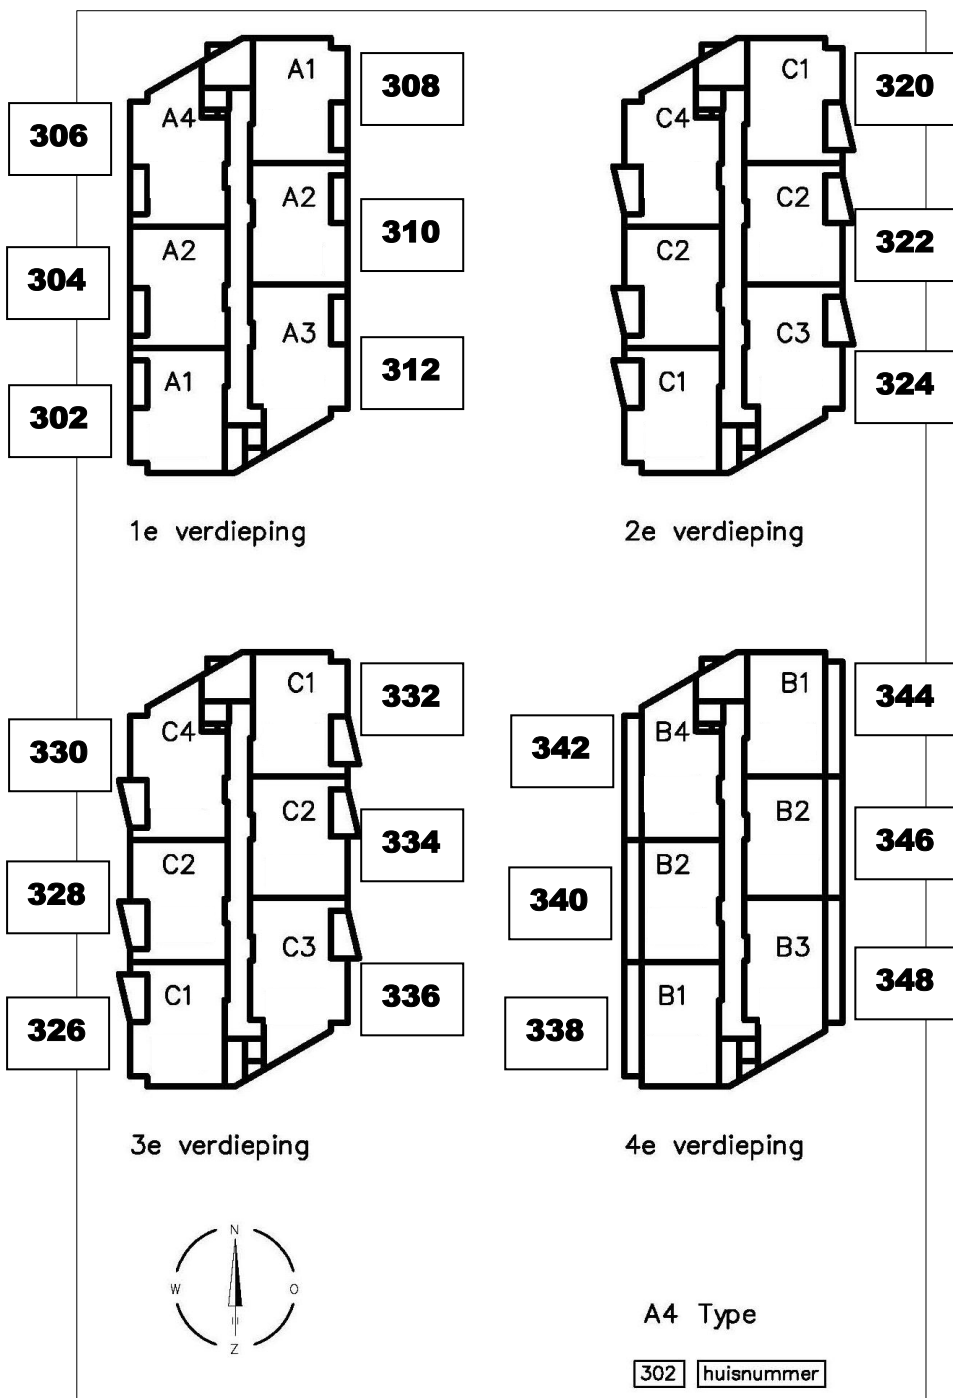 A1
308
306
A4
A2
310
A2
304
A3
312
A1
302
1e verdieping
C1
320
C4
C2
322
C2
C3
324
C1
2e verdieping
C1
332
330
C4
C2
334
C2
328
C3
336
C1
326
3e verdieping
B1
344
342
B4
B2
346
B2
340
B3
348
B1
338
4e verdieping
N
W O
Z
A4 Type
302 huisnummer